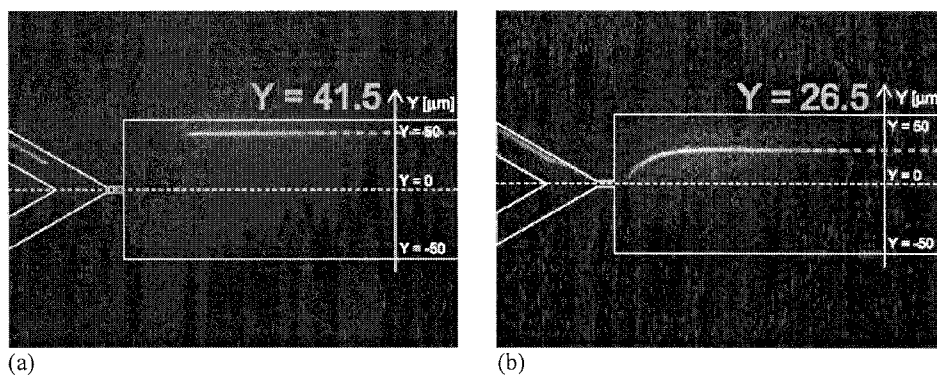 Y = 41.5
Y [μm]
Y = 50
Y = 0
Y = -50
(a)
Y = 26.5
Y [μm]
Y = 50
Y = 0
Y = -50
(b)